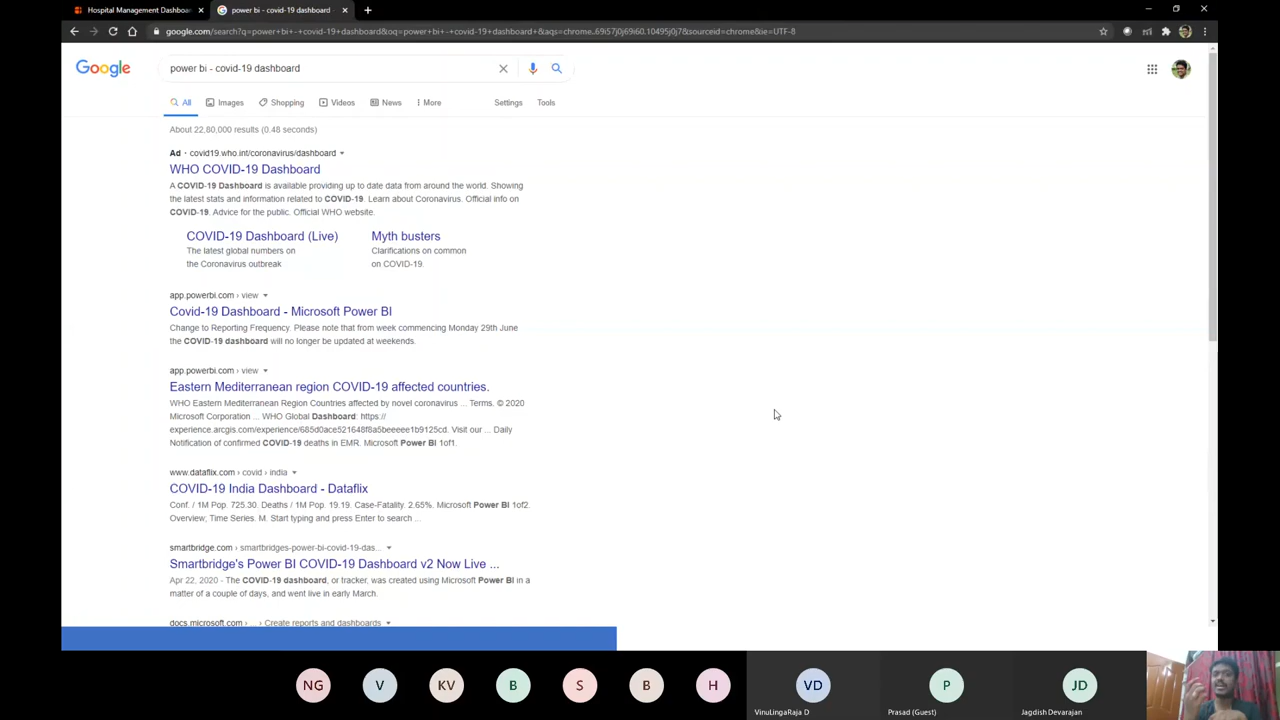 Hospital Management Dashboar
power bi - covid-19 dashboard
google.com/search?q=power+bi+-+covid-19+dashboard&oq=power+bi+-+covid-19+dashboard+&aqs=chrome..69i57j0j69i60.10495j0j7&sourceid=chrome&ie=UTF-8
Google
power bi - covid-19 dashboard
All Images Shopping Videos News More Settings Tools
About 22,80,000 results (0.48 seconds)
Ad · covid19.who.int/coronavirus/dashboard
WHO COVID-19 Dashboard
A COVID-19 Dashboard is available providing up to date data from around the world. Showing
the latest stats and information related to COVID-19. Learn about Coronavirus. Official info on
COVID-19. Advice for the public. Official WHO website.
COVID-19 Dashboard (Live) Myth busters
The latest global numbers on Clarifications on common
the Coronavirus outbreak on COVID-19.
app.powerbi.com › view
Covid-19 Dashboard - Microsoft Power BI
Change to Reporting Frequency. Please note that from week commencing Monday 29th June
the COVID-19 dashboard will no longer be updated at weekends.
app.powerbi.com › view
Eastern Mediterranean region COVID-19 affected countries.
WHO Eastern Mediterranean Region Countries affected by novel coronavirus ... Terms. © 2020
Microsoft Corporation ... WHO Global Dashboard: https://
experience.arcgis.com/experience/685d0ace521648f8a5beeeee1b9125cd. Visit our ... Daily
Notification of confirmed COVID-19 deaths in EMR. Microsoft Power BI 1of1.
www.dataflix.com › covid › india
COVID-19 India Dashboard - Dataflix
Conf. / 1M Pop. 725.30. Deaths / 1M Pop. 19.19. Case-Fatality. 2.65%. Microsoft Power BI 1of2.
Overview; Time Series. M. Start typing and press Enter to search ...
smartbridge.com › smartbridges-power-bi-covid-19-das...
Smartbridge's Power BI COVID-19 Dashboard v2 Now Live ...
Apr 22, 2020 - The COVID-19 dashboard, or tracker, was created using Microsoft Power BI in a
matter of a couple of days, and went live in early March.
docs.microsoft.com › ... › Create reports and dashboards
NG V KV B S B H VD P JD
VinuLingaRaja D Prasad (Guest) Jagdish Devarajan